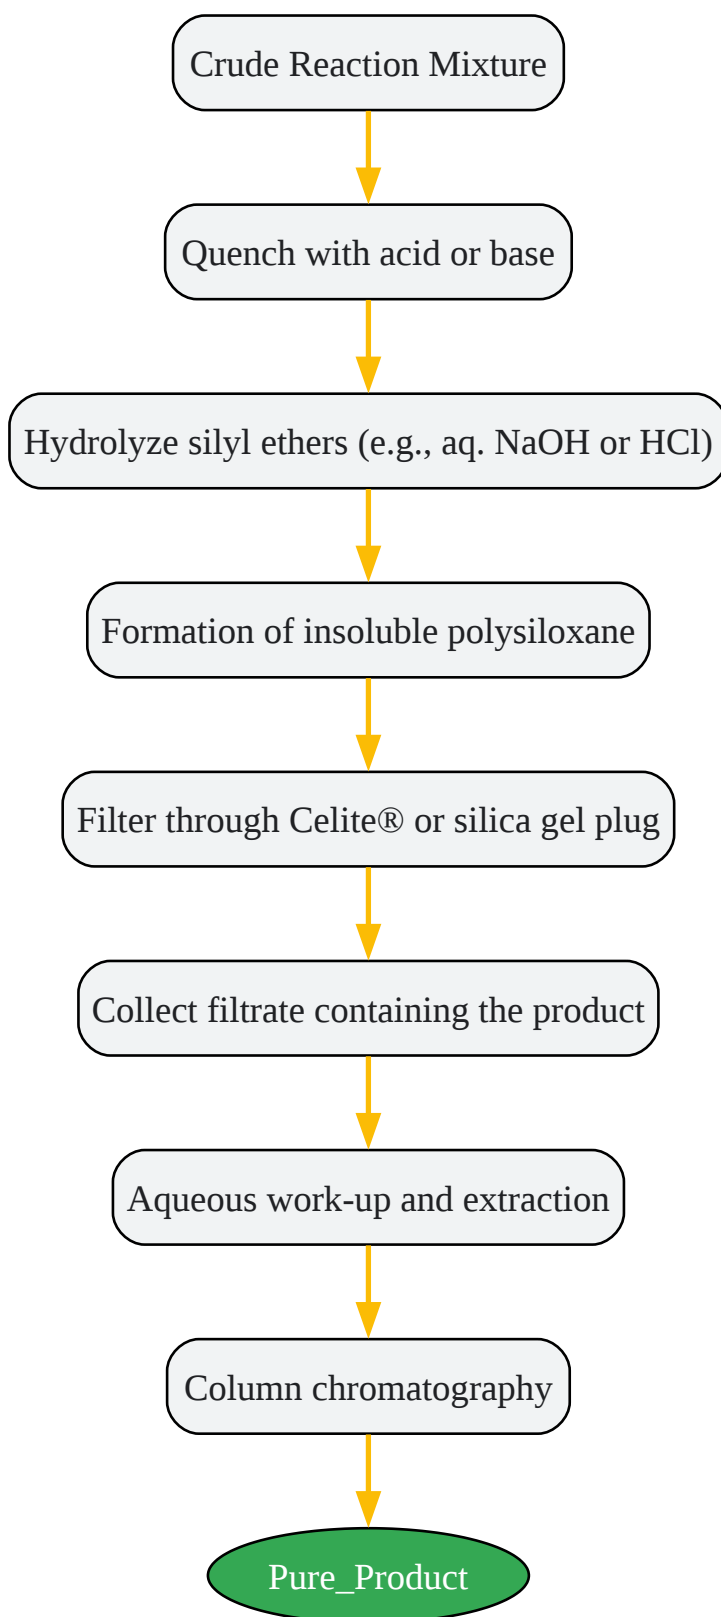 Crude Reaction Mixture
Quench with acid or base
Hydrolyze silyl ethers (e.g., aq. NaOH or HCl)
Formation of insoluble polysiloxane
Filter through Celite® or silica gel plug
Collect filtrate containing the product
Aqueous work-up and extraction
Column chromatography
Pure_Product